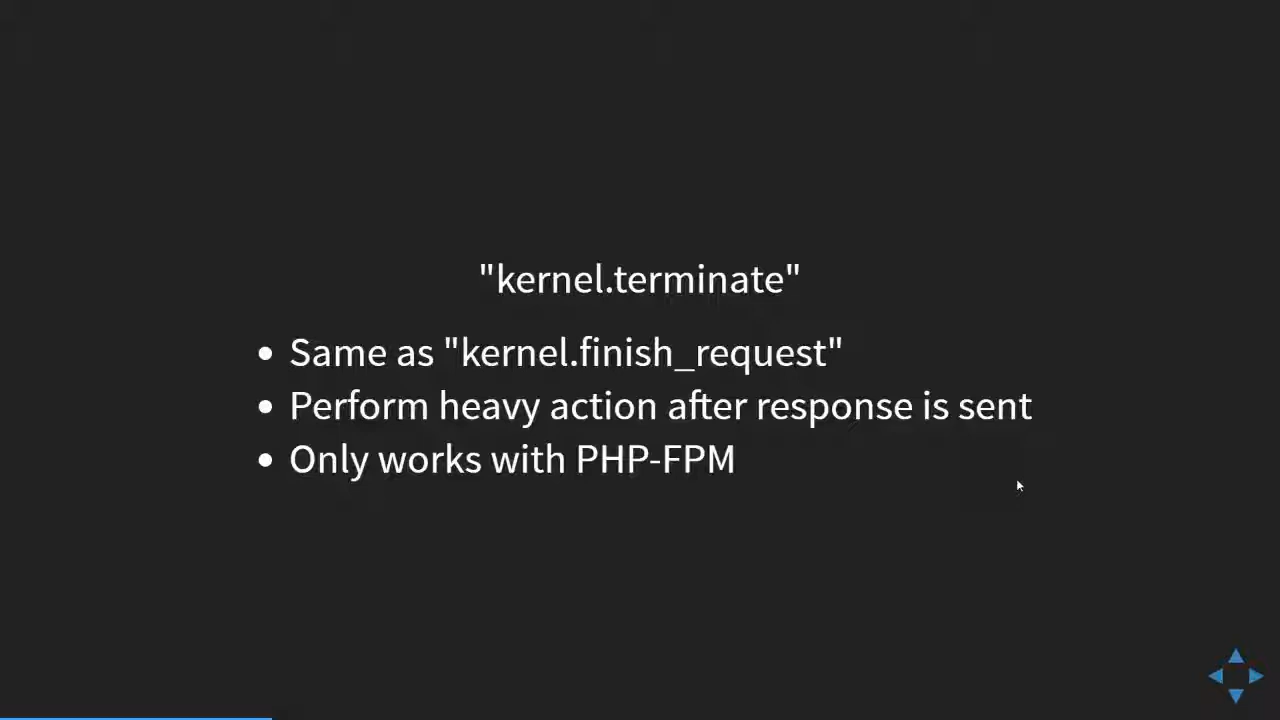 "kernel.terminate"
• Same as "kernel.finish_request"
• Perform heavy action after response is sent
• Only works with PHP-FPM